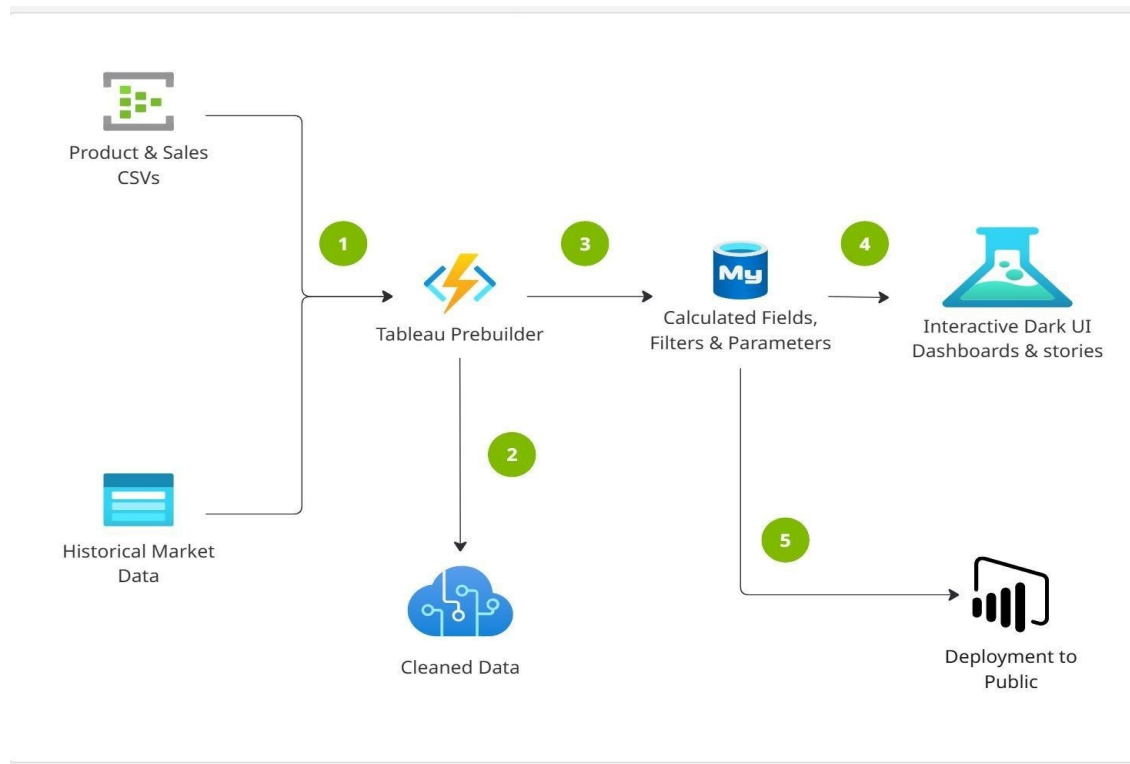 Product & Sales
CSVs
1
3
4
My
Tableau Prebuilder
Calculated Fields,
Filters & Parameters
Interactive Dark UI
Dashboards & stories
2
Historical Market
Data
5
Cleaned Data
Deployment to
Public